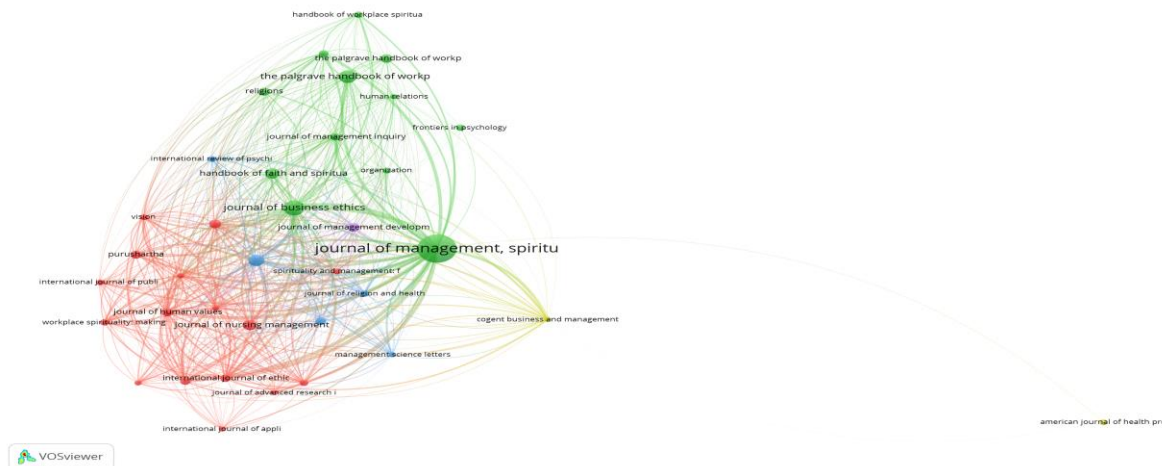 handbook of workplace spiritua
the palgrave handbook of workp
the palgrave handbook of workp
religions
human relations
frontiers in psychology
journal of management inquiry
international review of psychi
organization
handbook of faith and spiritua
journal of business ethics
vision
journal of management developm
journal of management, spiritu
purushartha
spirituality and management: f
international journal of publi
journal of religion and health
journal of human values
workplace spirituality: making
journal of nursing management
cogent business and management
management science letters
international journal of ethic
journal of advanced research i
american journal of health pr
international journal of appli
VOSviewer